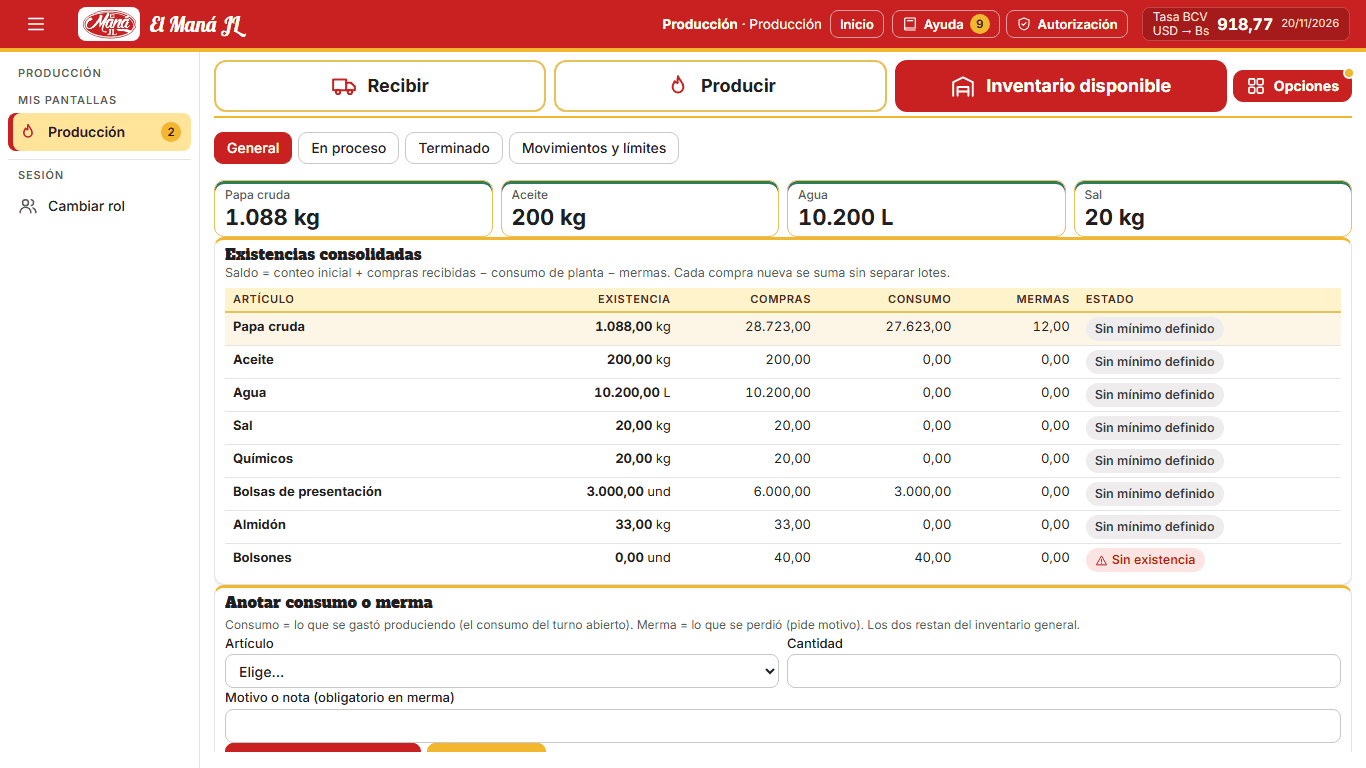 Maná
JL
El Maná JL
Producción · Producción
Inicio
Ayuda 9
Autorización
Tasa BCV
USD → Bs
918,77
20/11/2026
PRODUCCIÓN
MIS PANTALLAS
Producción 2
SESIÓN
Cambiar rol
Recibir
Producir
Inventario disponible
Opciones
General
En proceso
Terminado
Movimientos y límites
Papa cruda
1.088 kg
Aceite
200 kg
Agua
10.200 L
Sal
20 kg
Existencias consolidadas
Saldo = conteo inicial + compras recibidas − consumo de planta − mermas. Cada compra nueva se suma sin separar lotes.
ARTÍCULO EXISTENCIA COMPRAS CONSUMO MERMAS ESTADO
Papa cruda 1.088,00 kg 28.723,00 27.623,00 12,00 Sin mínimo definido
Aceite 200,00 kg 200,00 0,00 0,00 Sin mínimo definido
Agua 10.200,00 L 10.200,00 0,00 0,00 Sin mínimo definido
Sal 20,00 kg 20,00 0,00 0,00 Sin mínimo definido
Químicos 20,00 kg 20,00 0,00 0,00 Sin mínimo definido
Bolsas de presentación 3.000,00 und 6.000,00 3.000,00 0,00 Sin mínimo definido
Almidón 33,00 kg 33,00 0,00 0,00 Sin mínimo definido
Bolsones 0,00 und 40,00 40,00 0,00 Sin existencia
Anotar consumo o merma
Consumo = lo que se gastó produciendo (el consumo del turno abierto). Merma = lo que se perdió (pide motivo). Los dos restan del inventario general.
Artículo
Cantidad
Elige...
Motivo o nota (obligatorio en merma)